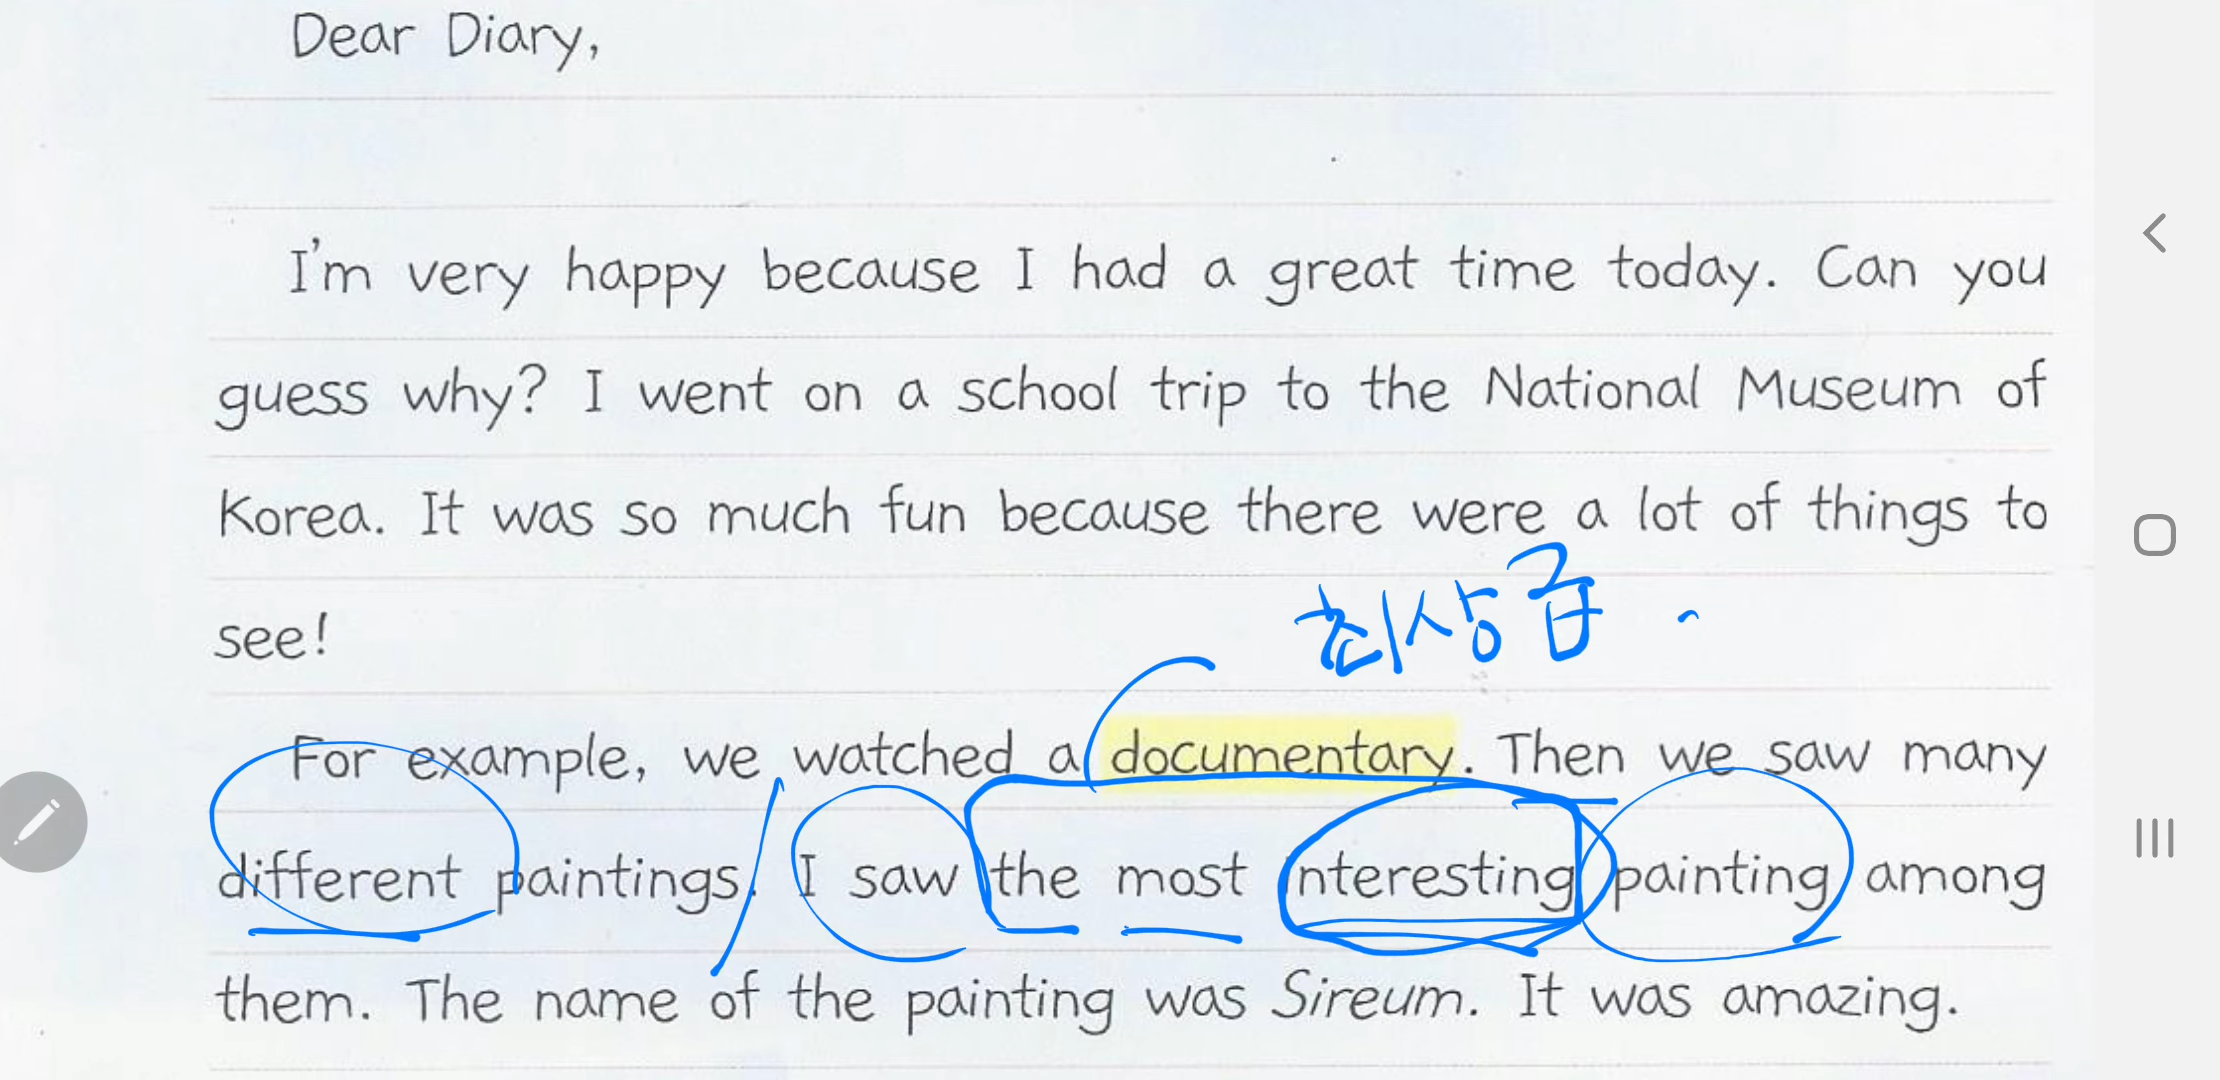 Dear Diary,
I'm very happy because I had a great time today. Can you
guess why? I went on a school trip to the National Museum of
Korea. It was so much fun because there were a lot of things to
see!
최상급
For example, we watched a documentary. Then we saw many
different paintings. I saw the most interesting painting among
them. The name of the painting was Sireum. It was amazing.